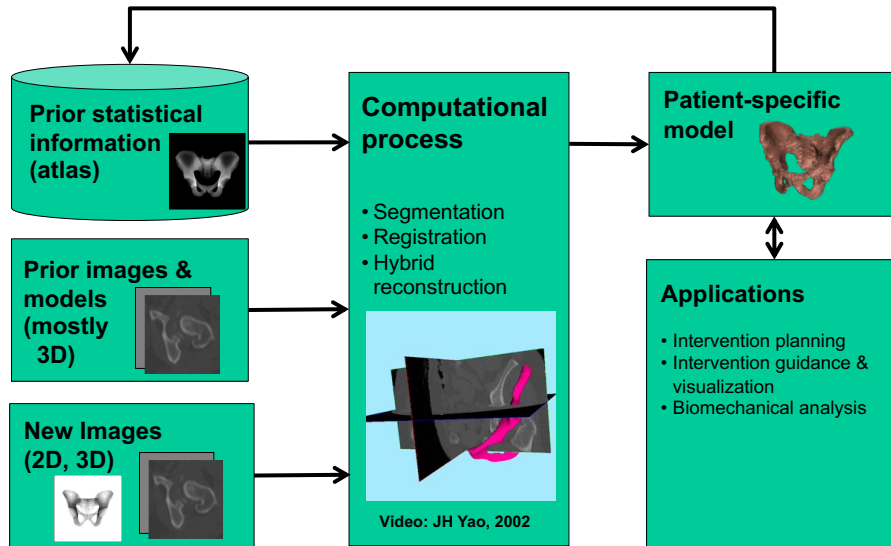 Prior statistical
information
(atlas)
Prior images &
models
(mostly
3D)
New Images
(2D, 3D)
Computational
process
• Segmentation
• Registration
• Hybrid
reconstruction
Video: JH Yao, 2002
Patient-specific
model
Applications
• Intervention planning
• Intervention guidance &
visualization
• Biomechanical analysis